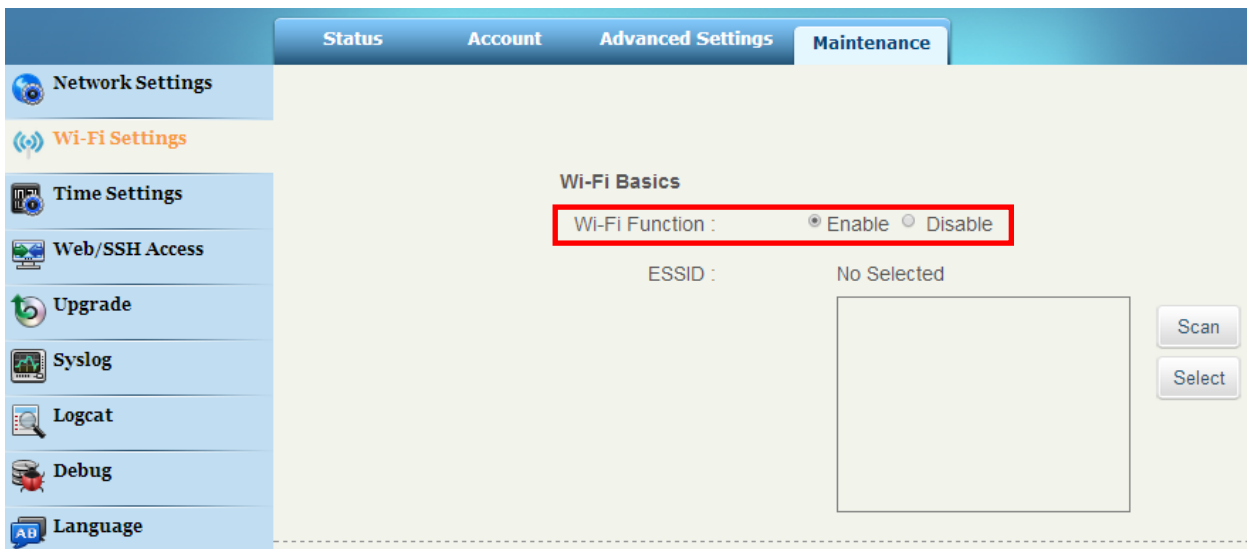 Status Account Advanced Settings Maintenance
Network Settings
Wi-Fi Settings
Time Settings
Web/SSH Access
Upgrade
Syslog
Logcat
Debug
AB Language
Wi-Fi Basics
Wi-Fi Function : Enable Disable
ESSID : No Selected
Scan
Select